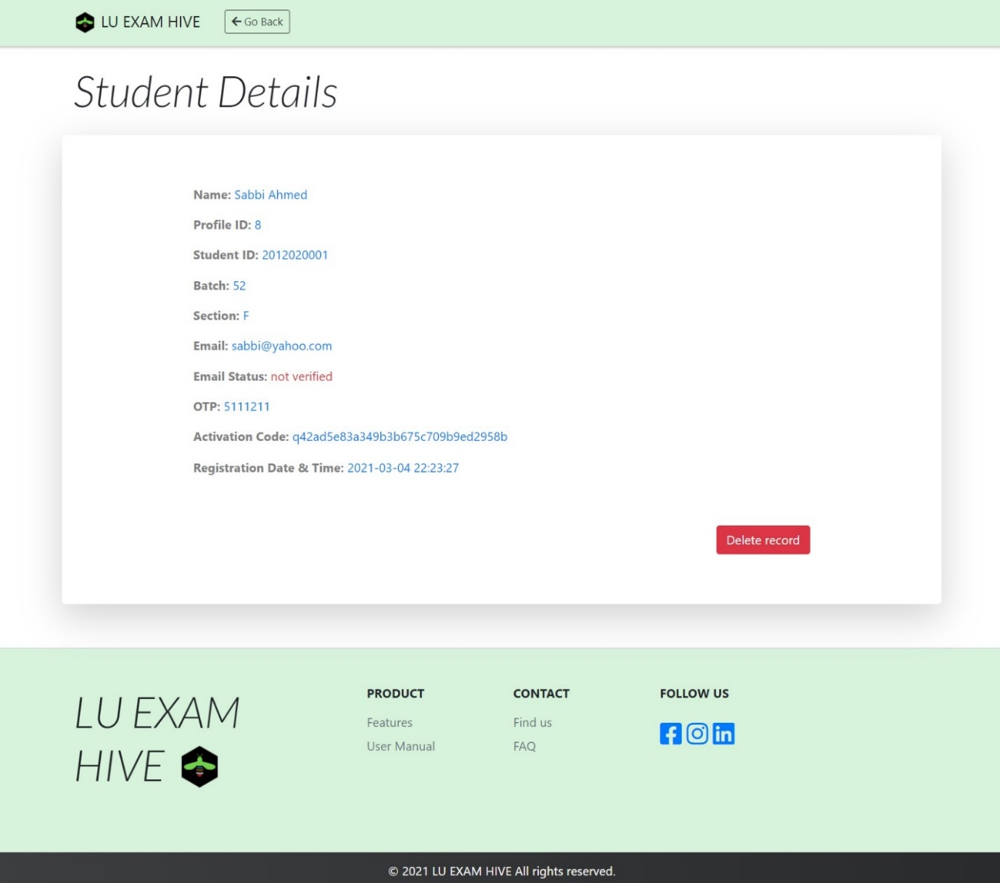 LU EXAM HIVE
Go Back
Student Details
Name: Sabbi Ahmed
Profile ID: 8
Student ID: 2012020001
Batch: 52
Section: F
Email: sabbi@yahoo.com
Email Status: not verified
OTP: 5111211
Activation Code: q42ad5e83a349b3b675c709b9ed2958b
Registration Date & Time: 2021-03-04 22:23:27
Delete record
LU EXAM
HIVE
PRODUCT
Features
User Manual
CONTACT
Find us
FAQ
FOLLOW US
© 2021 LU EXAM HIVE All rights reserved.